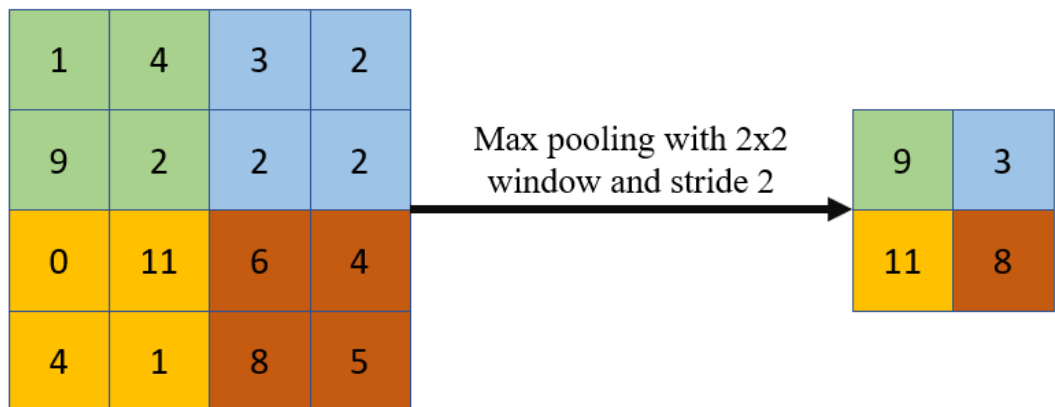 1 4 3 2
9 2 2 2
0 11 6 4
4 1 8 5
Max pooling with 2x2
window and stride 2
9 3
11 8